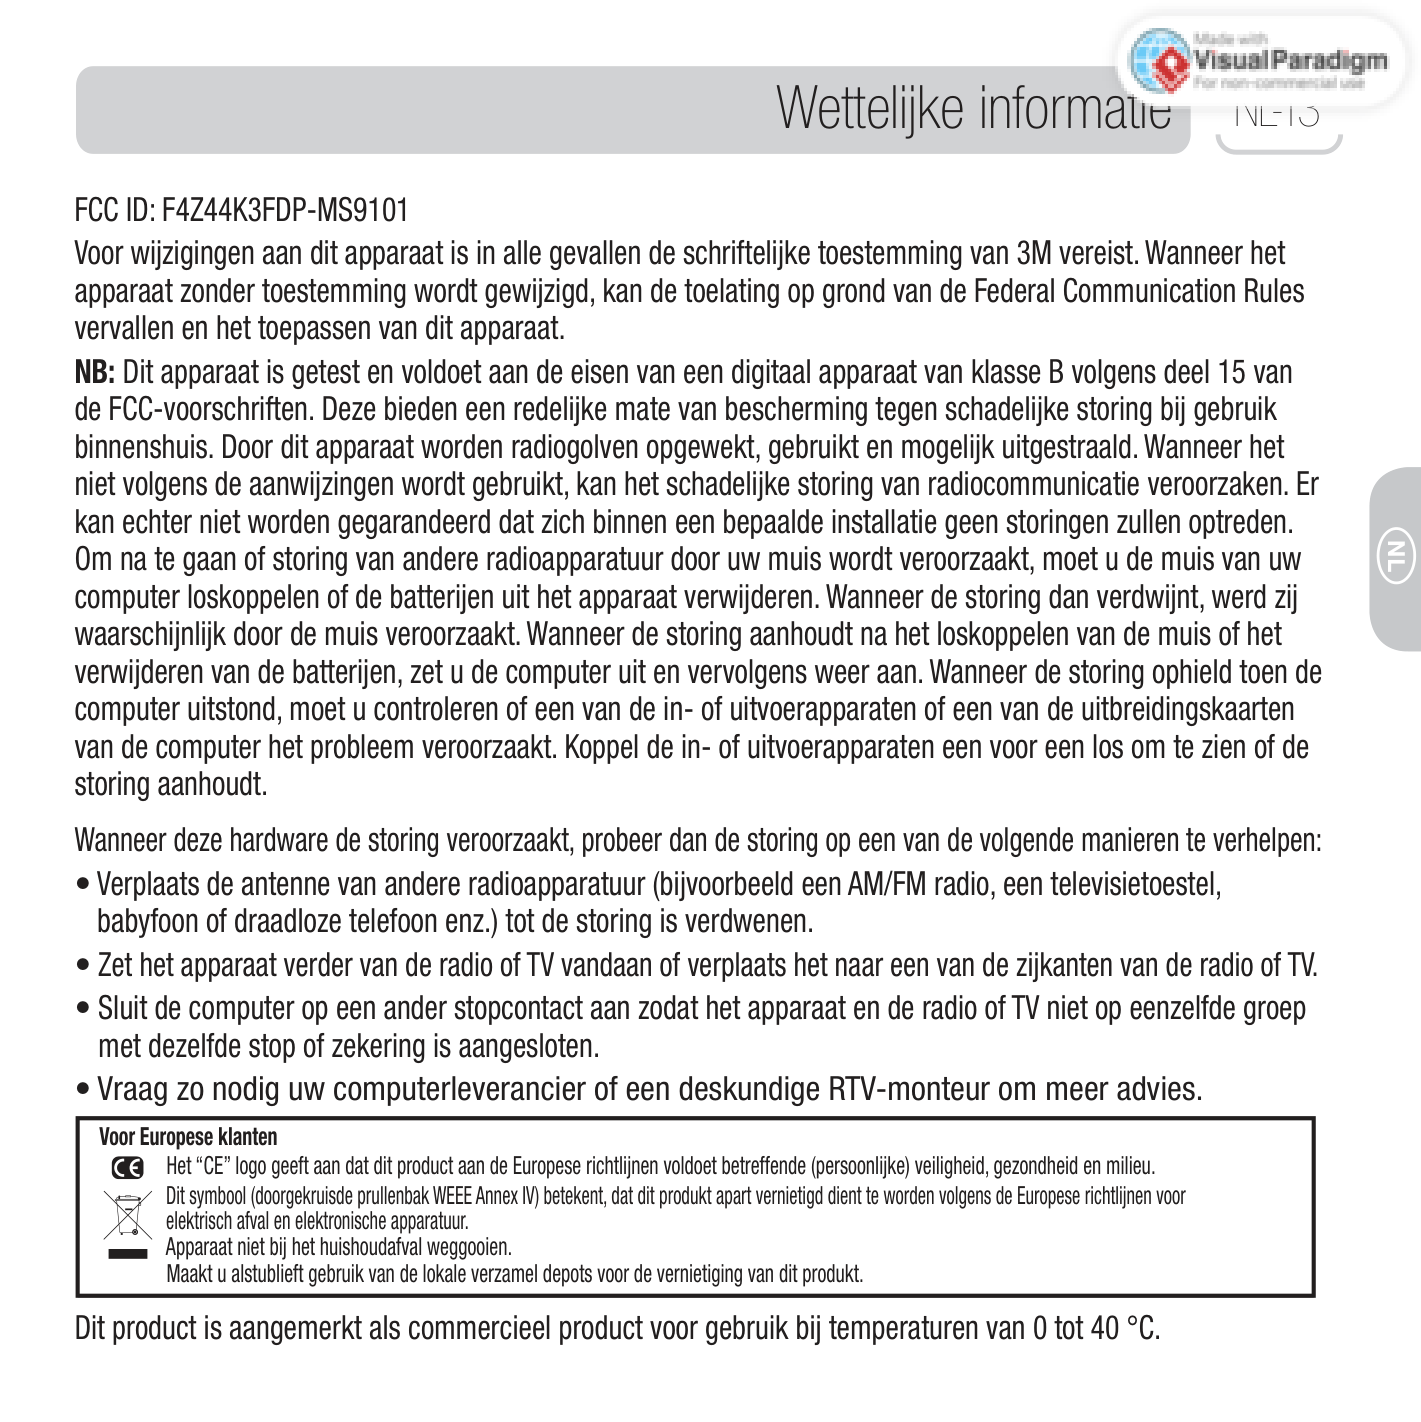 Made with
VisualParadigm
For non-commercial use
Wettelijke informatie
NL-13
FCC ID: F4Z44K3FDP-MS9101
Voor wijzigingen aan dit apparaat is in alle gevallen de schriftelijke toestemming van 3M vereist. Wanneer het
apparaat zonder toestemming wordt gewijzigd, kan de toelating op grond van de Federal Communication Rules
vervallen en het toepassen van dit apparaat.
NB: Dit apparaat is getest en voldoet aan de eisen van een digitaal apparaat van klasse B volgens deel 15 van
de FCC-voorschriften. Deze bieden een redelijke mate van bescherming tegen schadelijke storing bij gebruik
binnenshuis. Door dit apparaat worden radiogolven opgewekt, gebruikt en mogelijk uitgestraald. Wanneer het
niet volgens de aanwijzingen wordt gebruikt, kan het schadelijke storing van radiocommunicatie veroorzaken. Er
kan echter niet worden gegarandeerd dat zich binnen een bepaalde installatie geen storingen zullen optreden.
Om na te gaan of storing van andere radioapparatuur door uw muis wordt veroorzaakt, moet u de muis van uw
computer loskoppelen of de batterijen uit het apparaat verwijderen. Wanneer de storing dan verdwijnt, werd zij
waarschijnlijk door de muis veroorzaakt. Wanneer de storing aanhoudt na het loskoppelen van de muis of het
verwijderen van de batterijen, zet u de computer uit en vervolgens weer aan. Wanneer de storing ophield toen de
computer uitstond, moet u controleren of een van de in- of uitvoerapparaten of een van de uitbreidingskaarten
van de computer het probleem veroorzaakt. Koppel de in- of uitvoerapparaten een voor een los om te zien of de
storing aanhoudt.
NL
Wanneer deze hardware de storing veroorzaakt, probeer dan de storing op een van de volgende manieren te verhelpen:
• Verplaats de antenne van andere radioapparatuur (bijvoorbeeld een AM/FM radio, een televisietoestel,
babyfoon of draadloze telefoon enz.) tot de storing is verdwenen.
• Zet het apparaat verder van de radio of TV vandaan of verplaats het naar een van de zijkanten van de radio of TV.
• Sluit de computer op een ander stopcontact aan zodat het apparaat en de radio of TV niet op eenzelfde groep
met dezelfde stop of zekering is aangesloten.
• Vraag zo nodig uw computerleverancier of een deskundige RTV-monteur om meer advies.
Voor Europese klanten
CE Het “CE” logo geeft aan dat dit product aan de Europese richtlijnen voldoet betreffende (persoonlijke) veiligheid, gezondheid en milieu.
Dit symbool (doorgekruisde prullenbak WEEE Annex IV) betekent, dat dit produkt apart vernietigd dient te worden volgens de Europese richtlijnen voor
elektrisch afval en elektronische apparatuur.
Apparaat niet bij het huishoudafval weggooien.
Maakt u alstublieft gebruik van de lokale verzamel depots voor de vernietiging van dit produkt.
Dit product is aangemerkt als commercieel product voor gebruik bij temperaturen van 0 tot 40 °C.